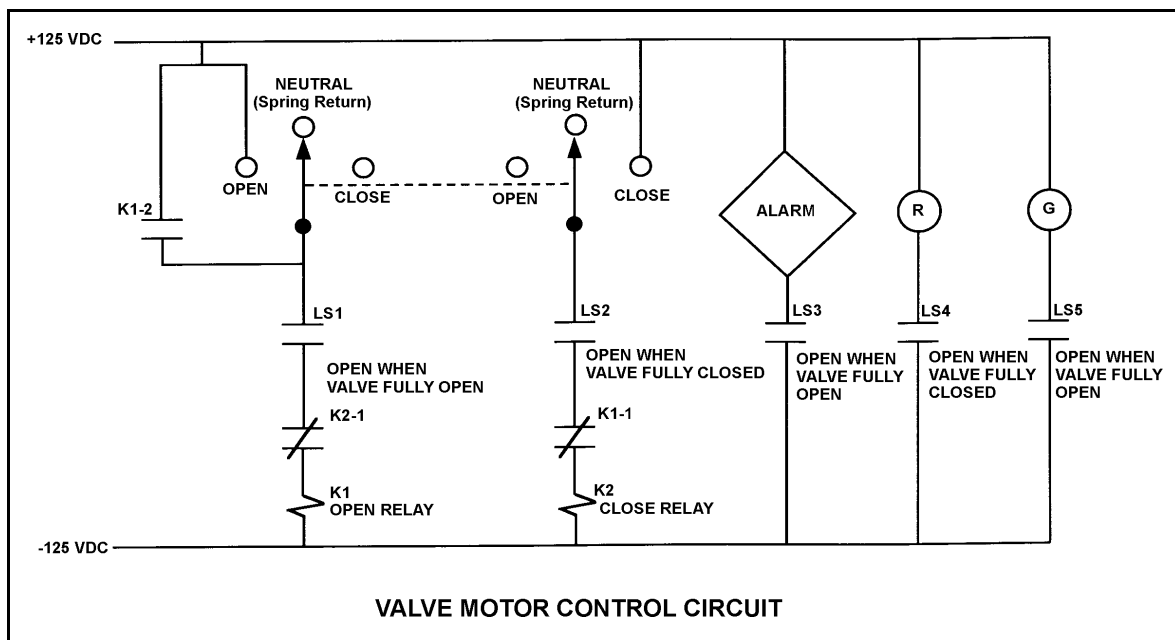 +125 VDC
NEUTRAL
(Spring Return)
NEUTRAL
(Spring Return)
OPEN
CLOSE
OPEN
CLOSE
K1-2
ALARM
R
G
LS1
LS2
LS3
LS4
LS5
OPEN WHEN
VALVE FULLY OPEN
OPEN WHEN
VALVE FULLY CLOSED
OPEN WHEN
VALVE FULLY
OPEN
OPEN WHEN
VALVE FULLY
CLOSED
OPEN WHEN
VALVE FULLY
OPEN
K2-1
K1-1
K1
OPEN RELAY
K2
CLOSE RELAY
-125 VDC
VALVE MOTOR CONTROL CIRCUIT